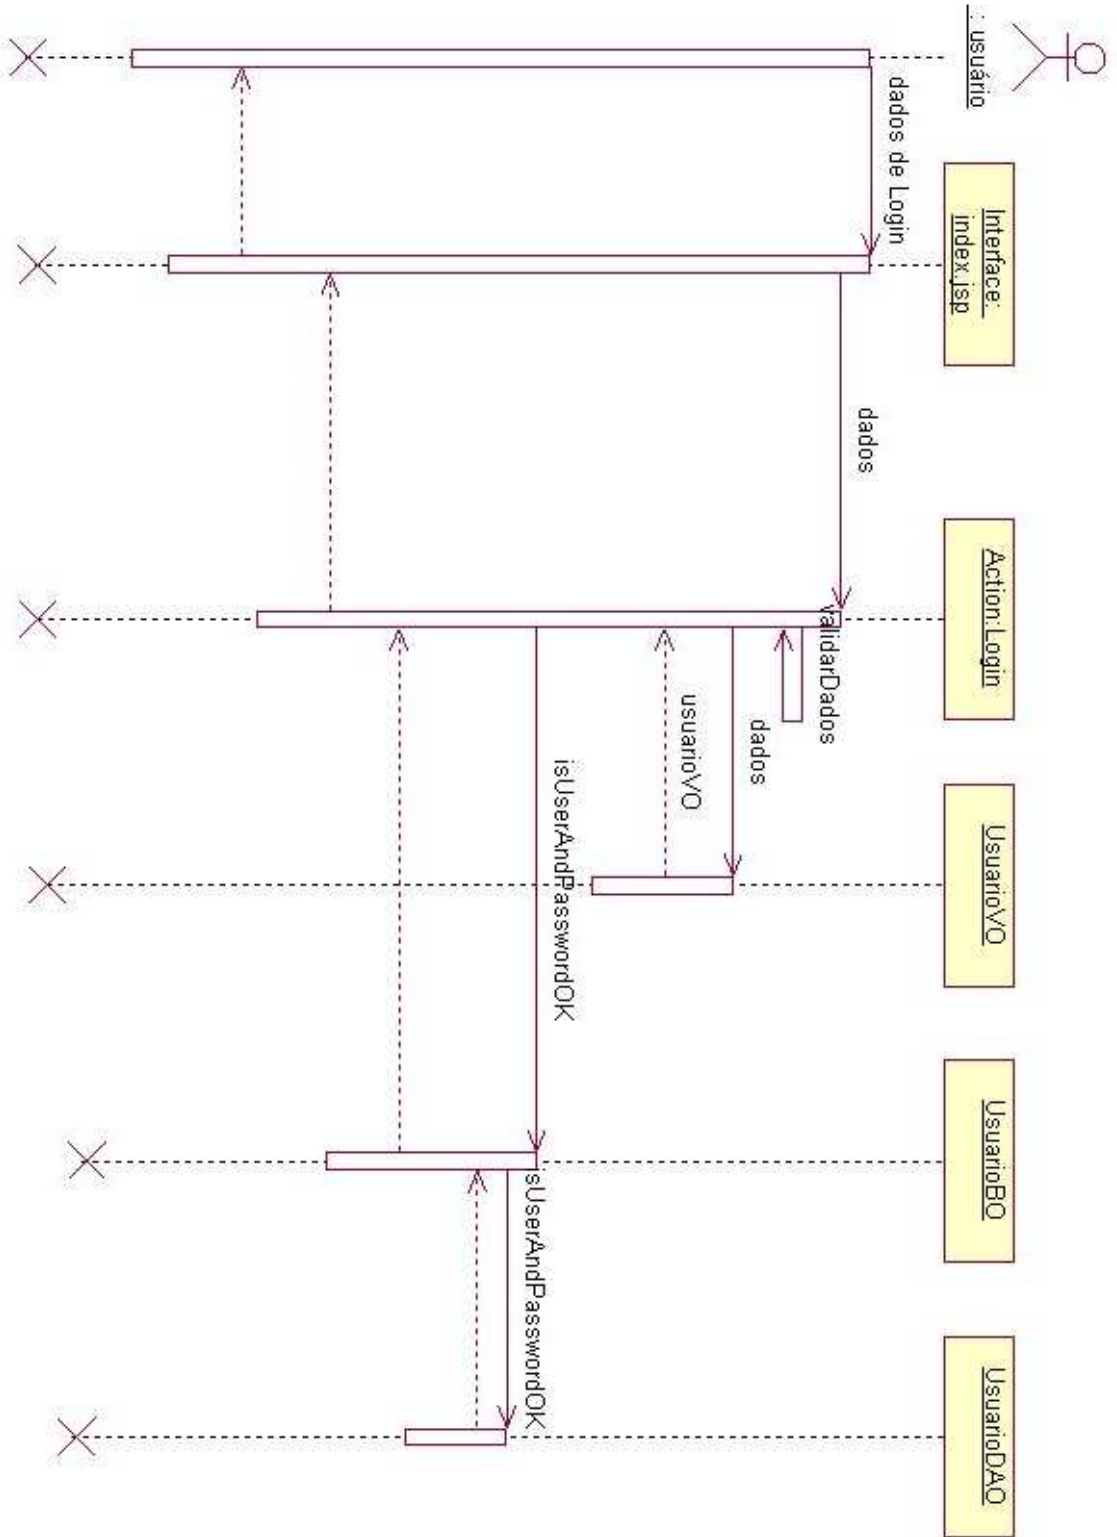 : usuário
Interface:
index.jsp
Action:Login
UsuarioVO
UsuarioBO
UsuarioDAO
dados de Login
dados
validarDados
dados
usuarioVO
isUserAndPasswordOK
sUserAndPasswordOK